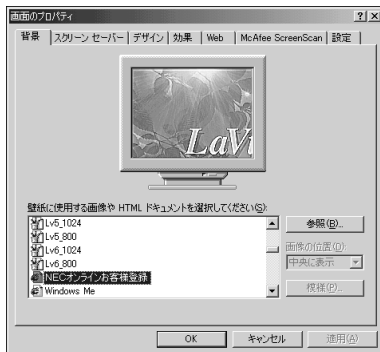 画面のプロパティ
背景 スクリーン セーバー デザイン 効果 Web McAfee ScreenScan 設定
LaVi
壁紙に使用する画像や HTML ドキュメントを選択してください(S):
Lv5_1024
Lv5_800
Lv6_1024
Lv6_800
NECオンラインお客様登録
Windows Me
参照(B)...
画像の位置(D):
中央に表示
模様(P)...
OK キャンセル 適用(A)